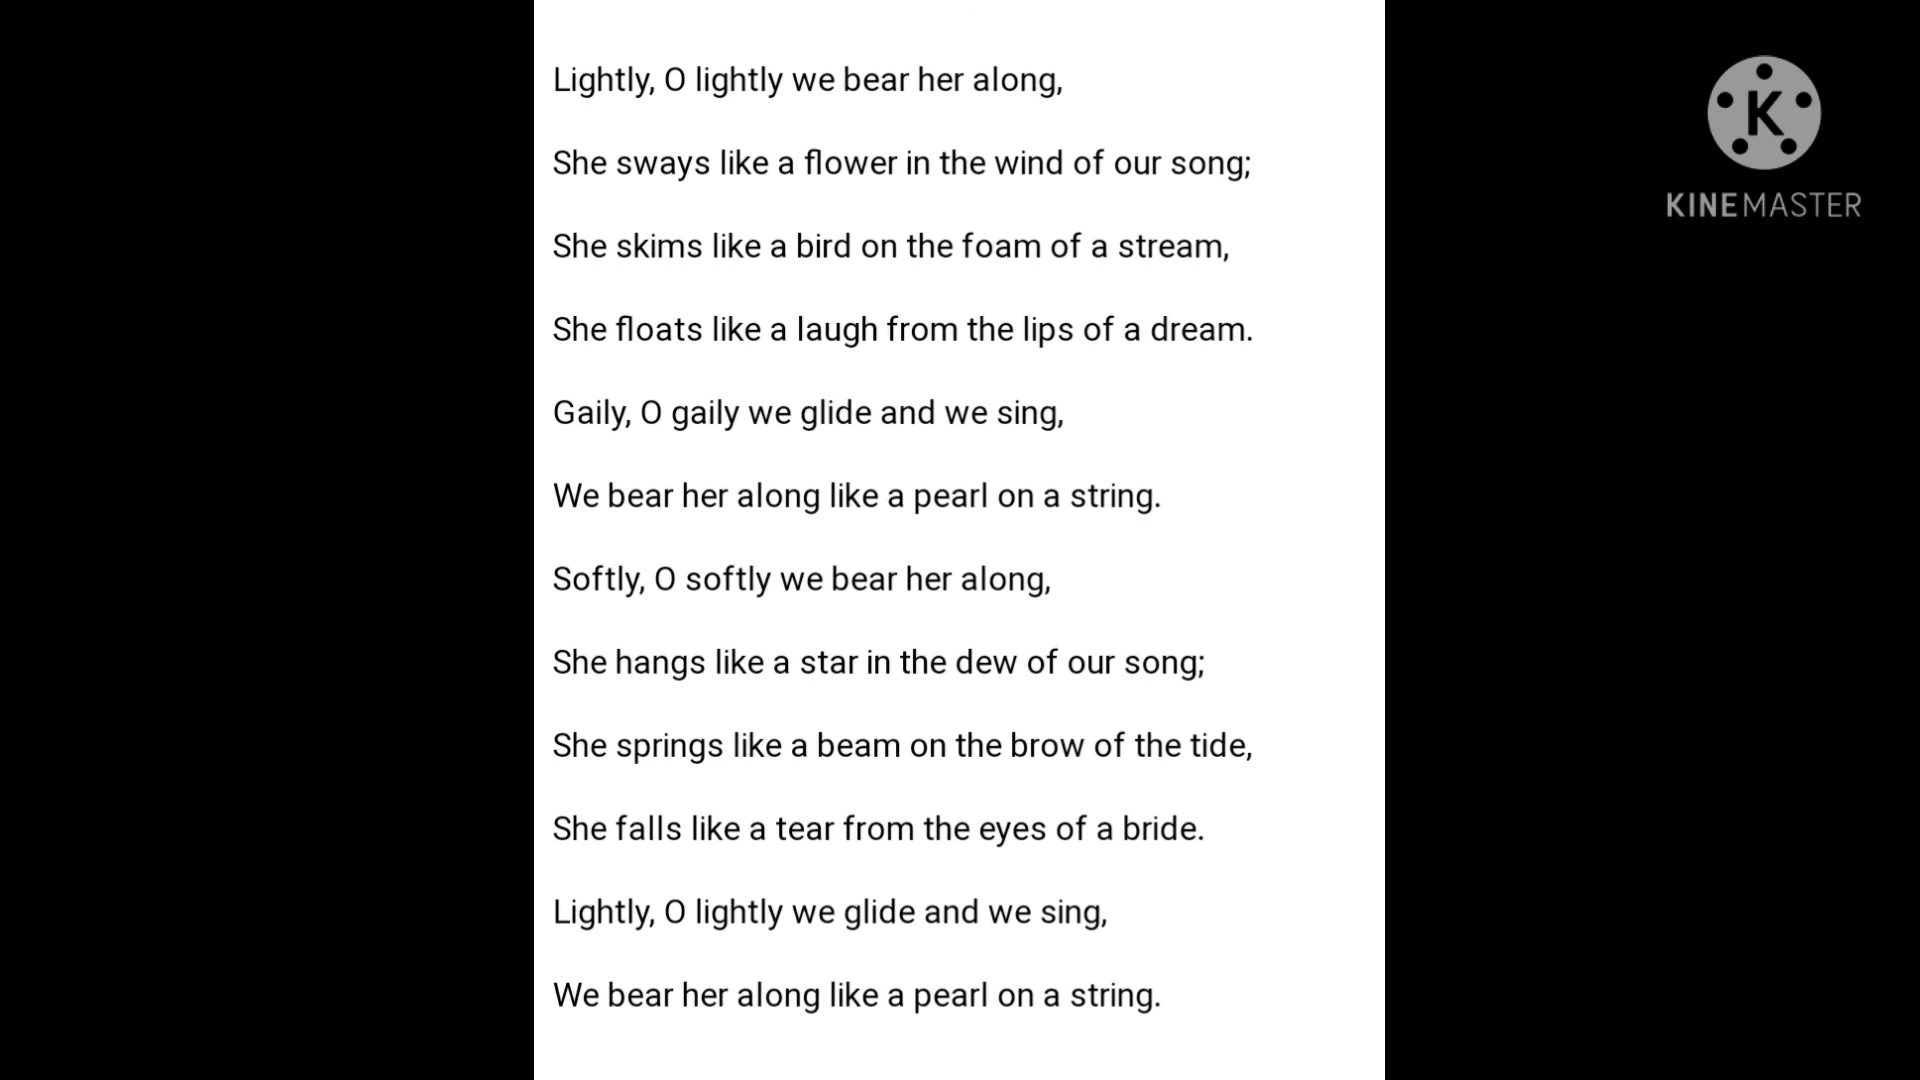 Lightly, O lightly we bear her along,
She sways like a flower in the wind of our song;
She skims like a bird on the foam of a stream,
She floats like a laugh from the lips of a dream.
Gaily, O gaily we glide and we sing,
We bear her along like a pearl on a string.
Softly, O softly we bear her along,
She hangs like a star in the dew of our song;
She springs like a beam on the brow of the tide,
She falls like a tear from the eyes of a bride.
Lightly, O lightly we glide and we sing,
We bear her along like a pearl on a string.
K
KINEMASTER